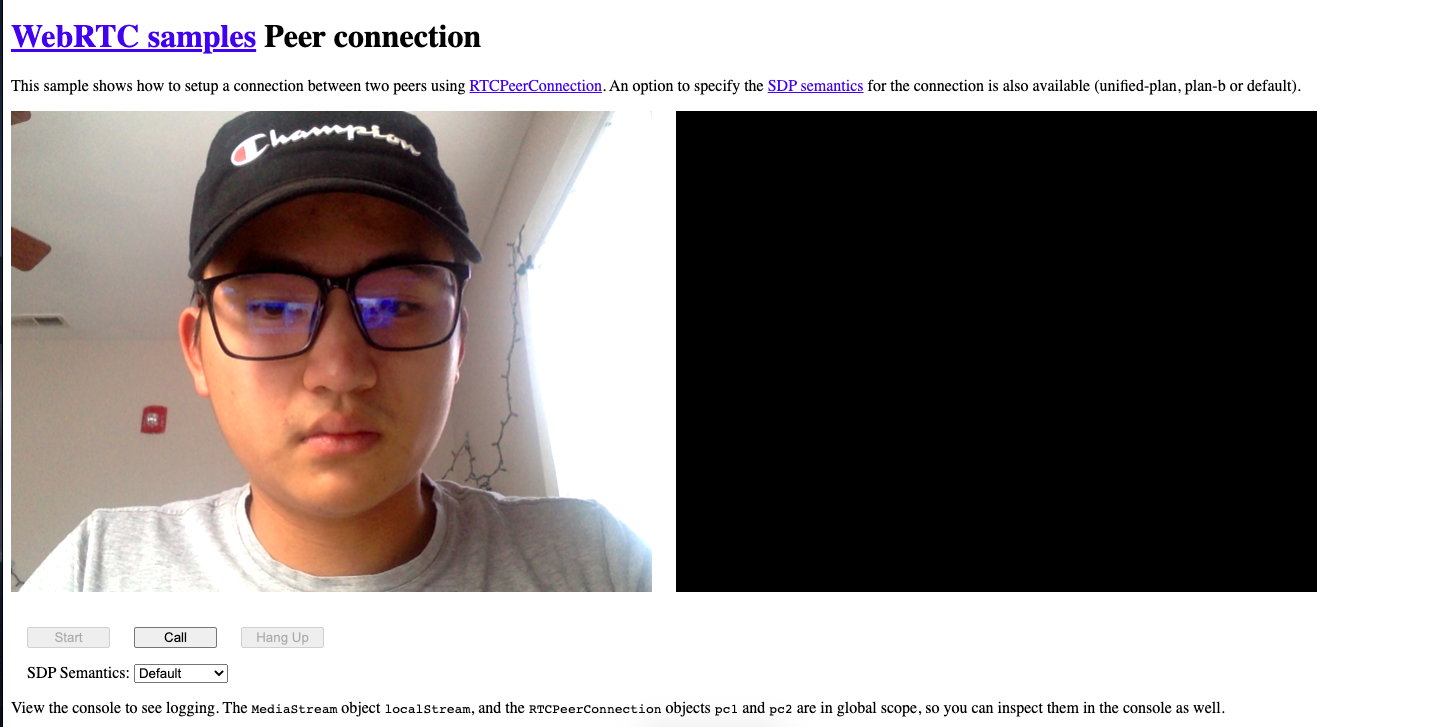 WebRTC samples Peer connection
This sample shows how to setup a connection between two peers using RTCPeerConnection. An option to specify the SDP semantics for the connection is also available (unified-plan, plan-b or default).
Champion
Start Call Hang Up
SDP Semantics: Default
View the console to see logging. The MediaStream object localStream, and the RTCPeerConnection objects pc1 and pc2 are in global scope, so you can inspect them in the console as well.